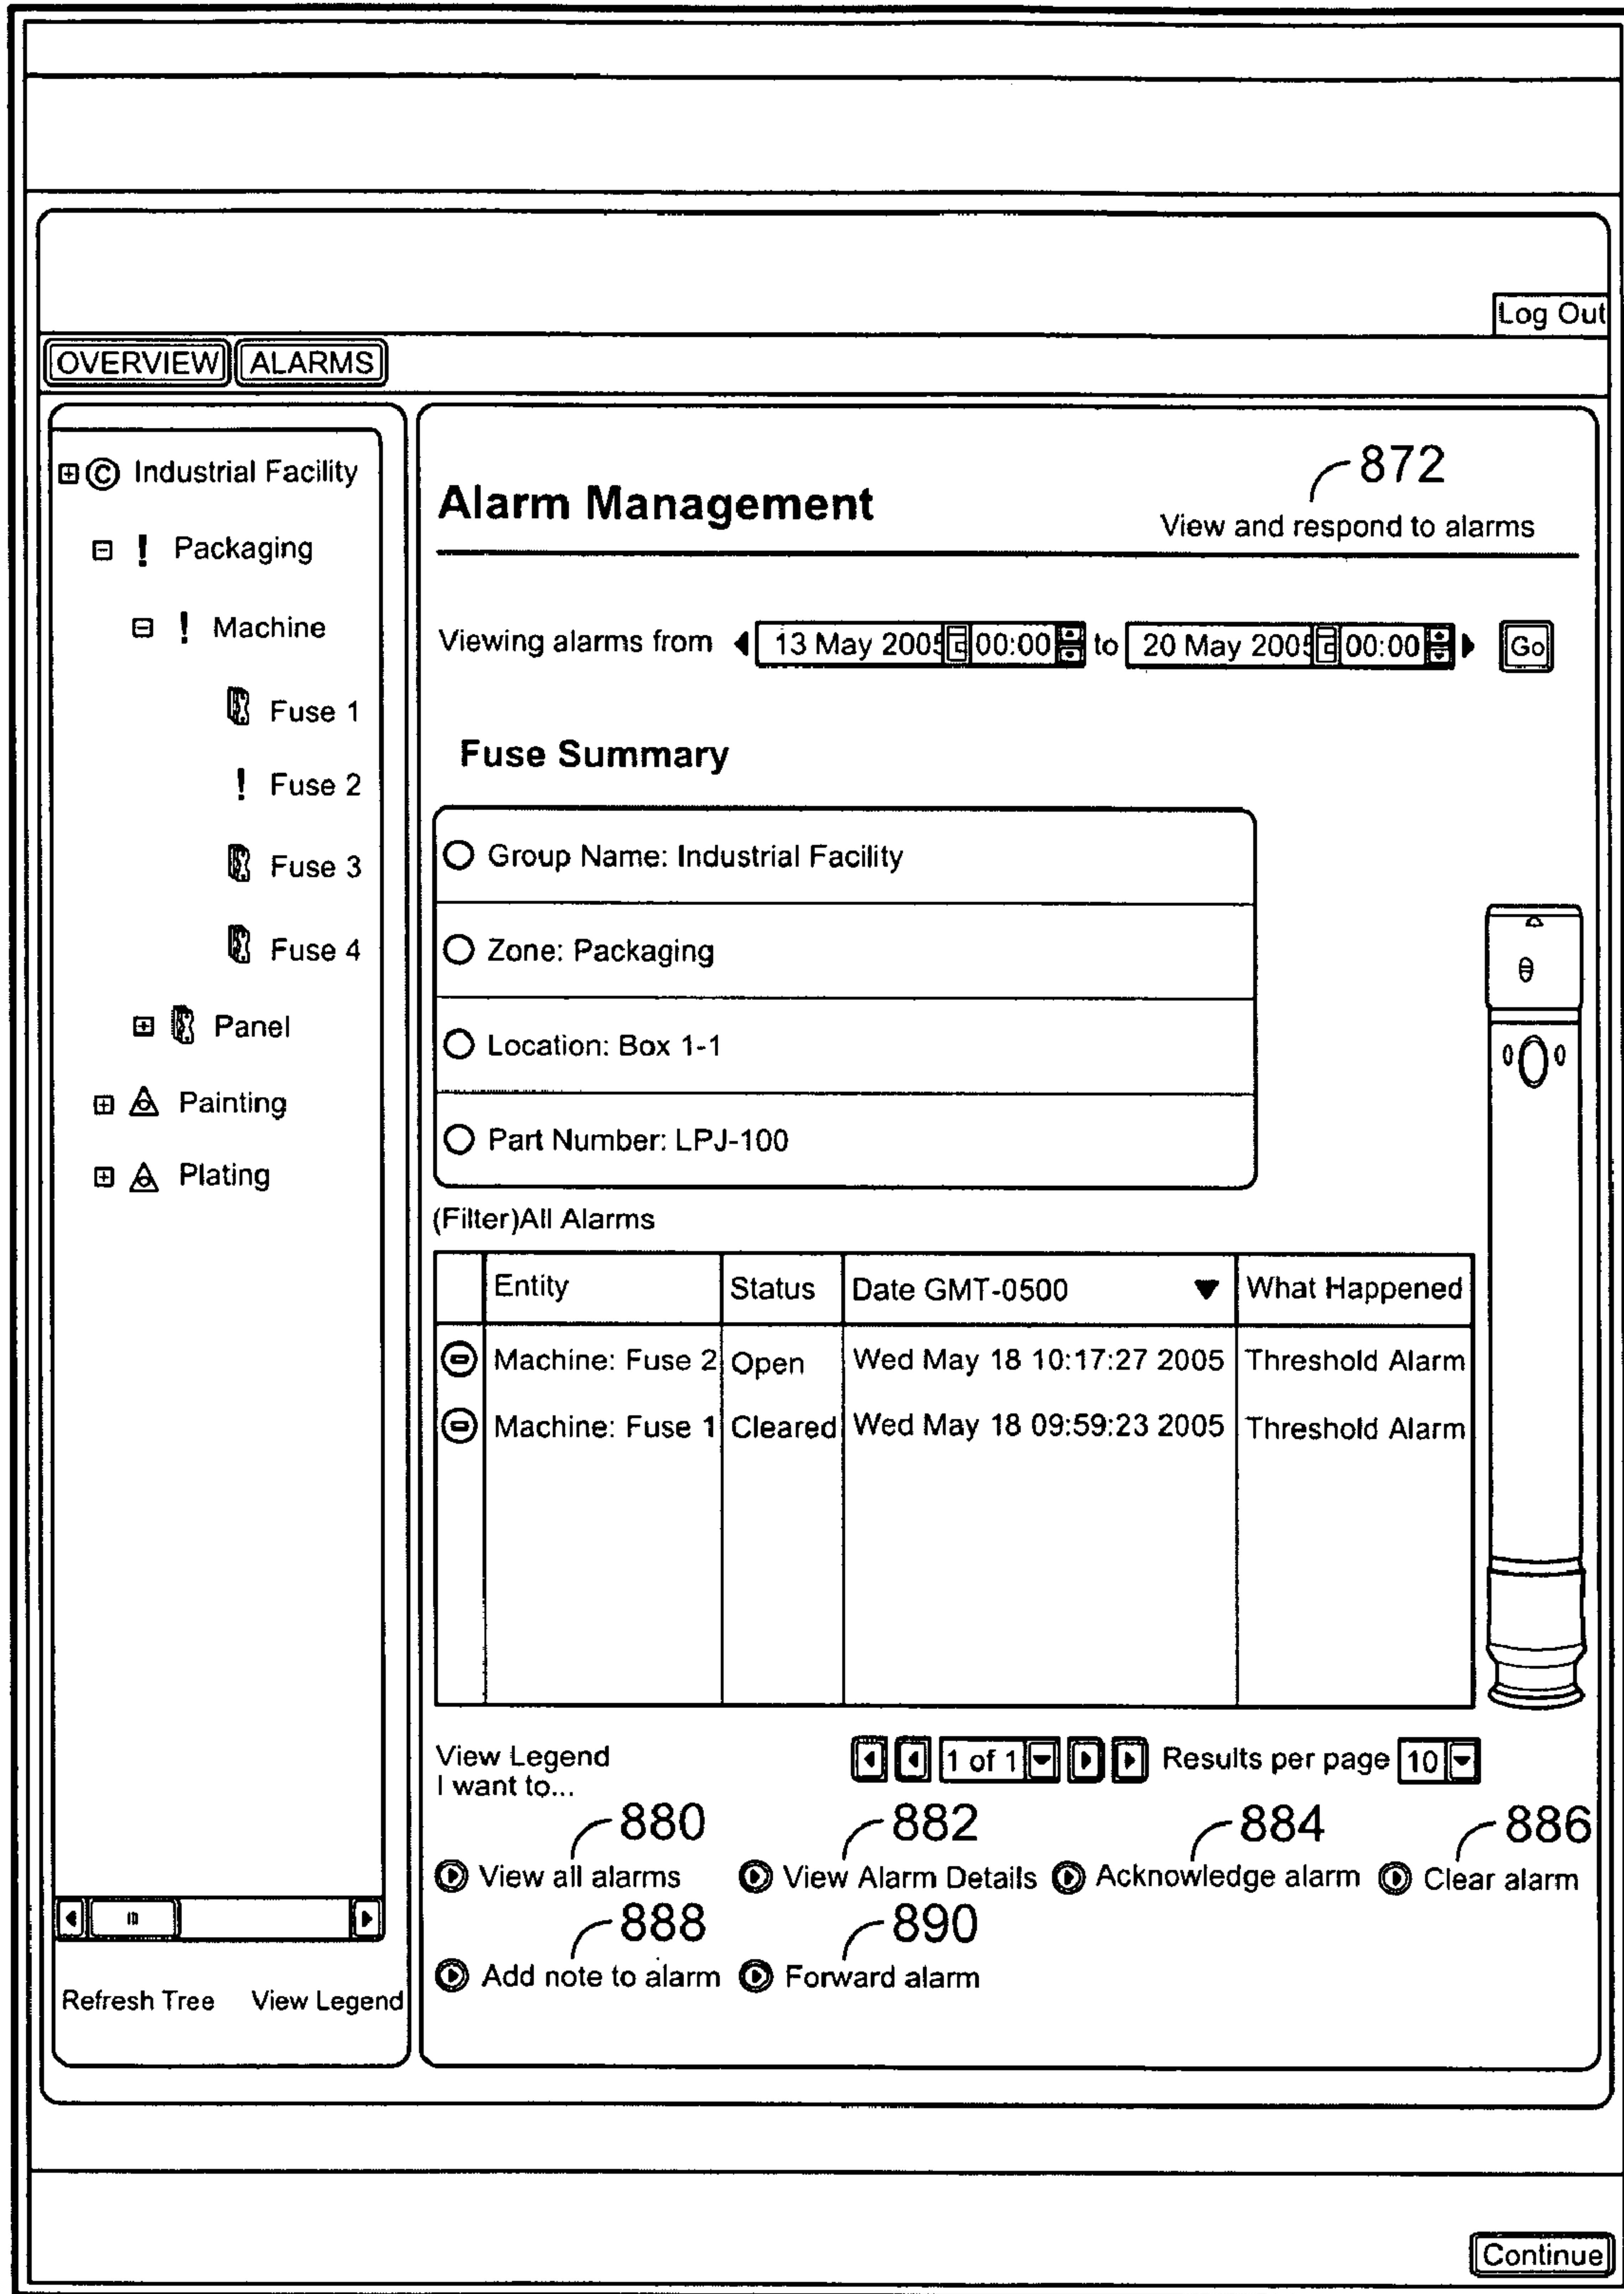 Log Out
OVERVIEW ALARMS
Industrial Facility
! Packaging
! Machine
Fuse 1
! Fuse 2
Fuse 3
Fuse 4
Panel
Painting
Plating
Refresh Tree View Legend
872
Alarm Management
View and respond to alarms
Viewing alarms from 13 May 2005 00:00 to 20 May 2005 00:00 Go
Fuse Summary
Group Name: Industrial Facility
Zone: Packaging
Location: Box 1-1
Part Number: LPJ-100
(Filter)All Alarms
Entity Status Date GMT-0500 What Happened
Machine: Fuse 2 Open Wed May 18 10:17:27 2005 Threshold Alarm
Machine: Fuse 1 Cleared Wed May 18 09:59:23 2005 Threshold Alarm
View Legend 1 of 1 Results per page 10
I want to...
880 882 884 886
View all alarms View Alarm Details Acknowledge alarm Clear alarm
888 890
Add note to alarm Forward alarm
Continue